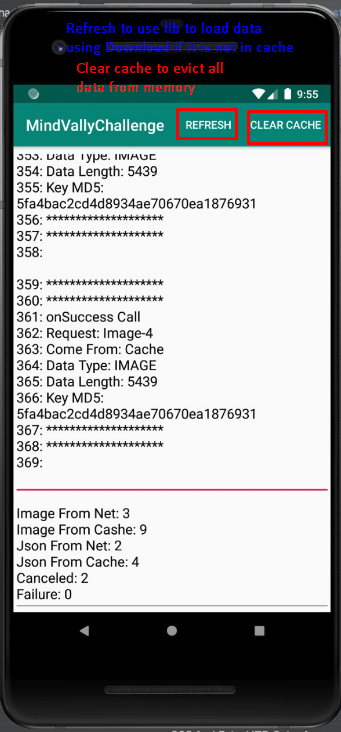 Refresh to use lib to load data
using Download if it is not in cache
Clear cache to evict all
data from memory
9:55
MindVallyChallenge
REFRESH
CLEAR CACHE
353: Data Type: IMAGE
354: Data Length: 5439
355: Key MD5:
5fa4bac2cd4d8934ae70670ea1876931
356: ********************
357: ********************
358:
359: ********************
360: ********************
361: onSuccess Call
362: Request: Image-4
363: Come From: Cache
364: Data Type: IMAGE
365: Data Length: 5439
366: Key MD5:
5fa4bac2cd4d8934ae70670ea1876931
367: ********************
368: ********************
369:
Image From Net: 3
Image From Cashe: 9
Json From Net: 2
Json From Cache: 4
Canceled: 2
Failure: 0